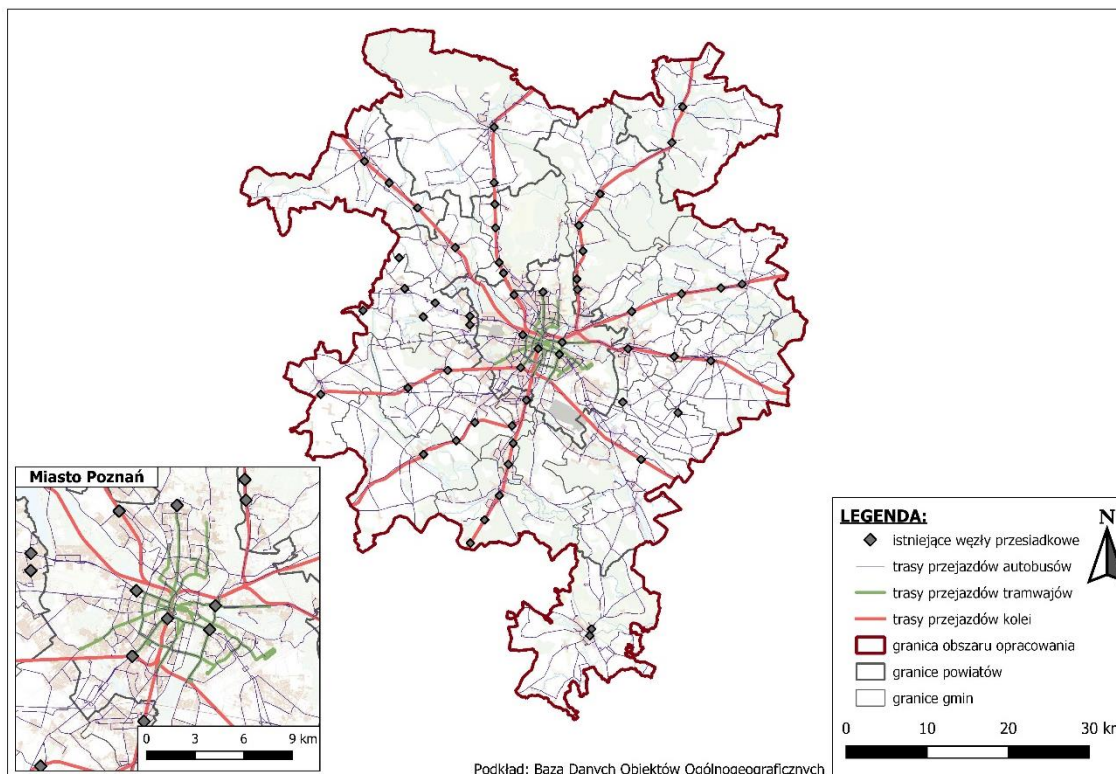 Miasto Poznań
0 3 6 9 km
LEGENDA:
N
istniejące węzły przesiadkowe
trasy przejazdów autobusów
trasy przejazdów tramwajów
trasy przejazdów kolei
granica obszaru opracowania
granice powiatów
granice gmin
0 10 20 30 km
Podkład: Baza Danych Obiektów Ogólnogeograficznych